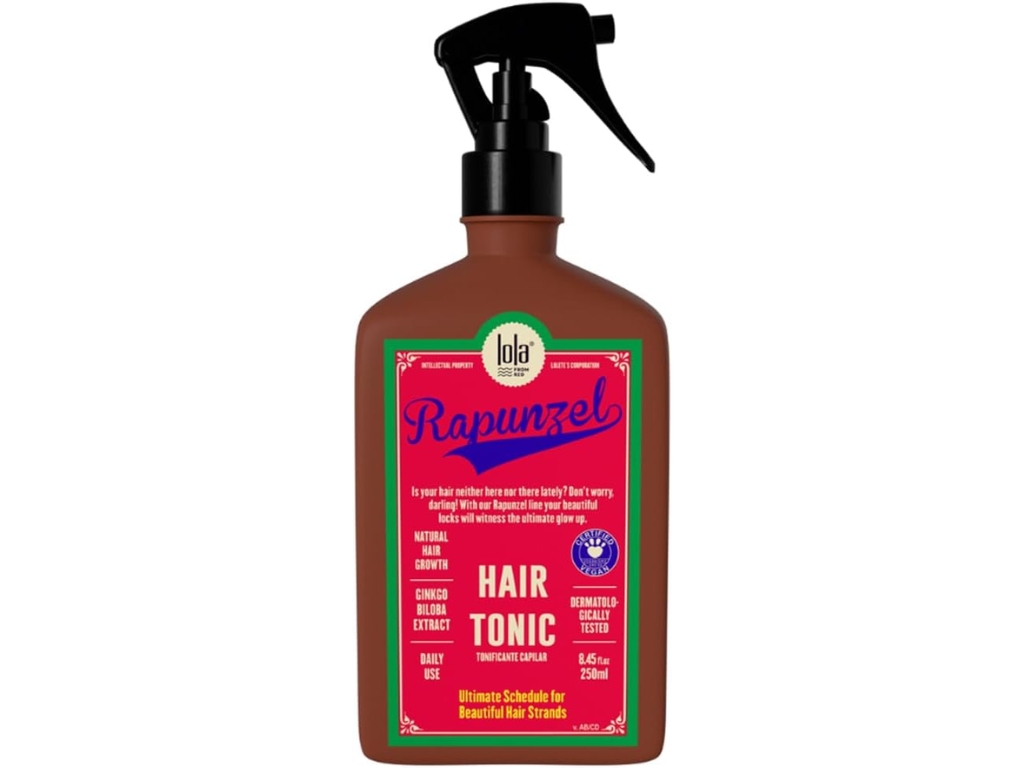 lola®
FROM
RIO
INTELLECTUAL PROPERTY
LOLETE'S CORPORATION
Rapunzel
Is your hair neither here nor there lately? Don't worry,
darling! With our Rapunzel line your beautiful
locks will witness the ultimate glow up.
NATURAL
HAIR
GROWTH
GINKGO
BILOBA
EXTRACT
DAILY
USE
HAIR
TONIC
TONIFICANTE CAPILAR
CERTIFIED
VEGAN
DERMATOLO-
GICALLY
TESTED
8.45 fl.oz
250ml
Ultimate Schedule for
Beautiful Hair Strands
v. AB/CD